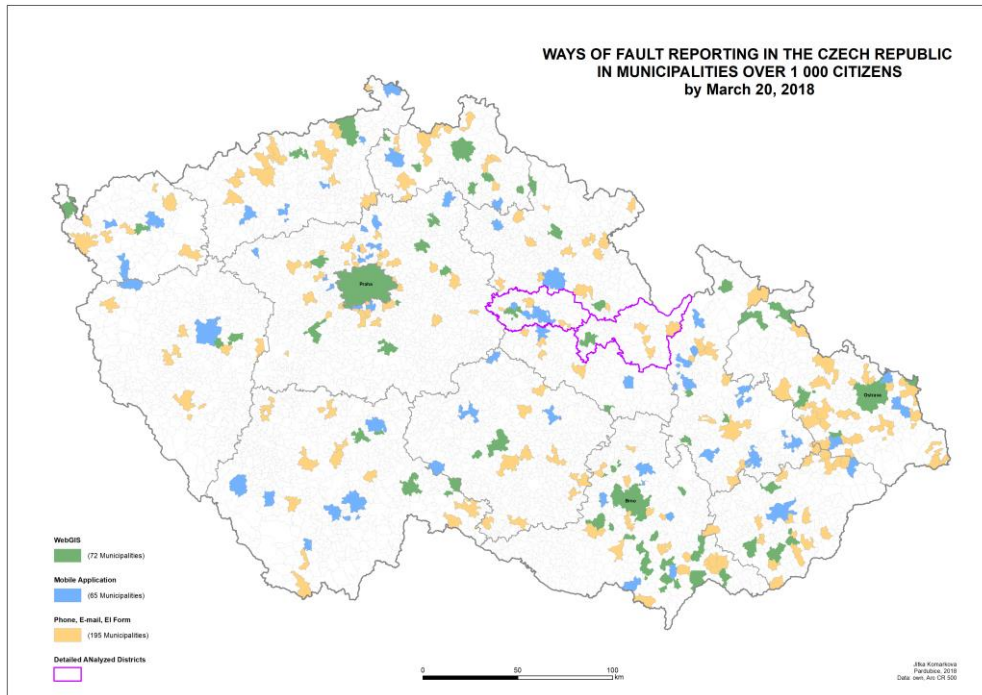 WAYS OF FAULT REPORTING IN THE CZECH REPUBLIC
IN MUNICIPALITIES OVER 1 000 CITIZENS
by March 20, 2018
Praha
Ostrava
Brno
WebGIS
(72 Municipalities)
Mobile Application
(65 Municipalities)
Phone, E-mail, El Form
(195 Municipalities)
Detailed ANalyzed Districts
0 50 100
km
Jitka Komarkova
Pardubice, 2018
Data: own, Arc CR 500